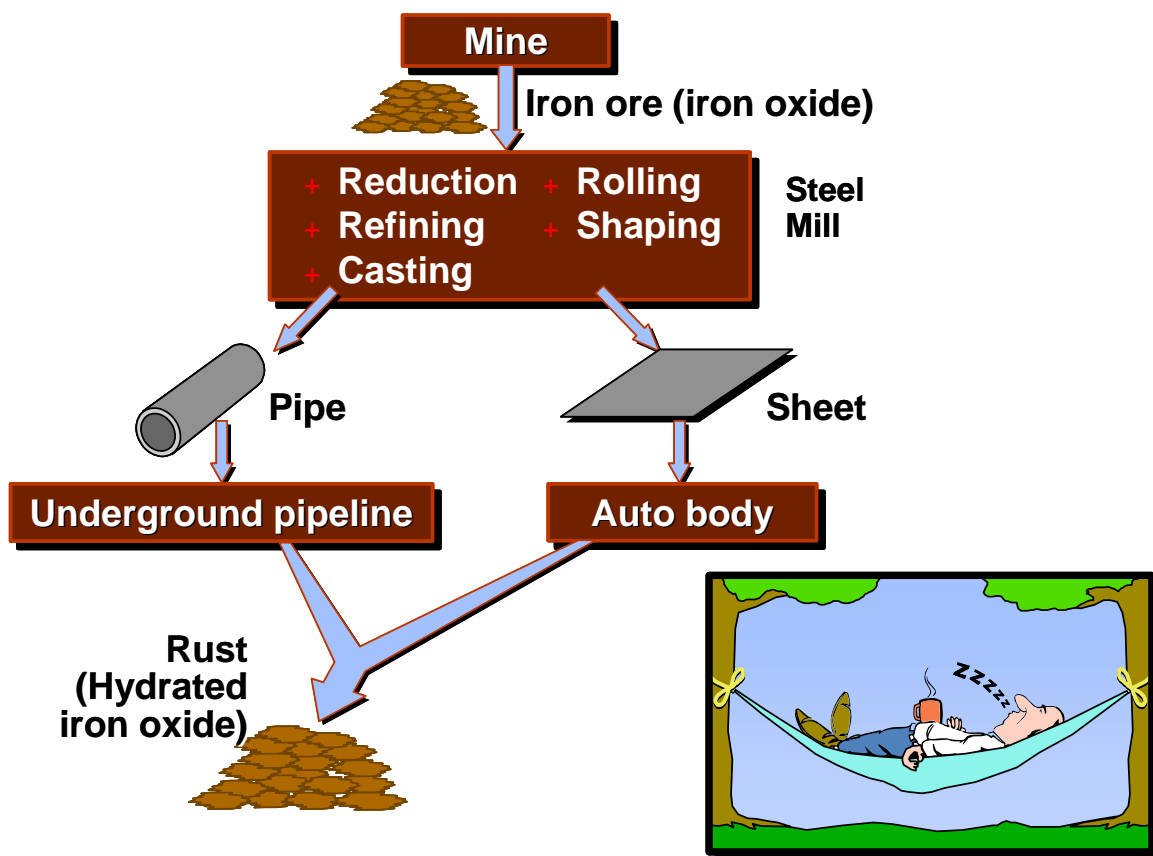 Mine
Iron ore (iron oxide)
+ Reduction + Rolling
+ Refining + Shaping
+ Casting
Steel
Mill
Pipe
Sheet
Underground pipeline
Auto body
Rust
(Hydrated
iron oxide)
zzzzz